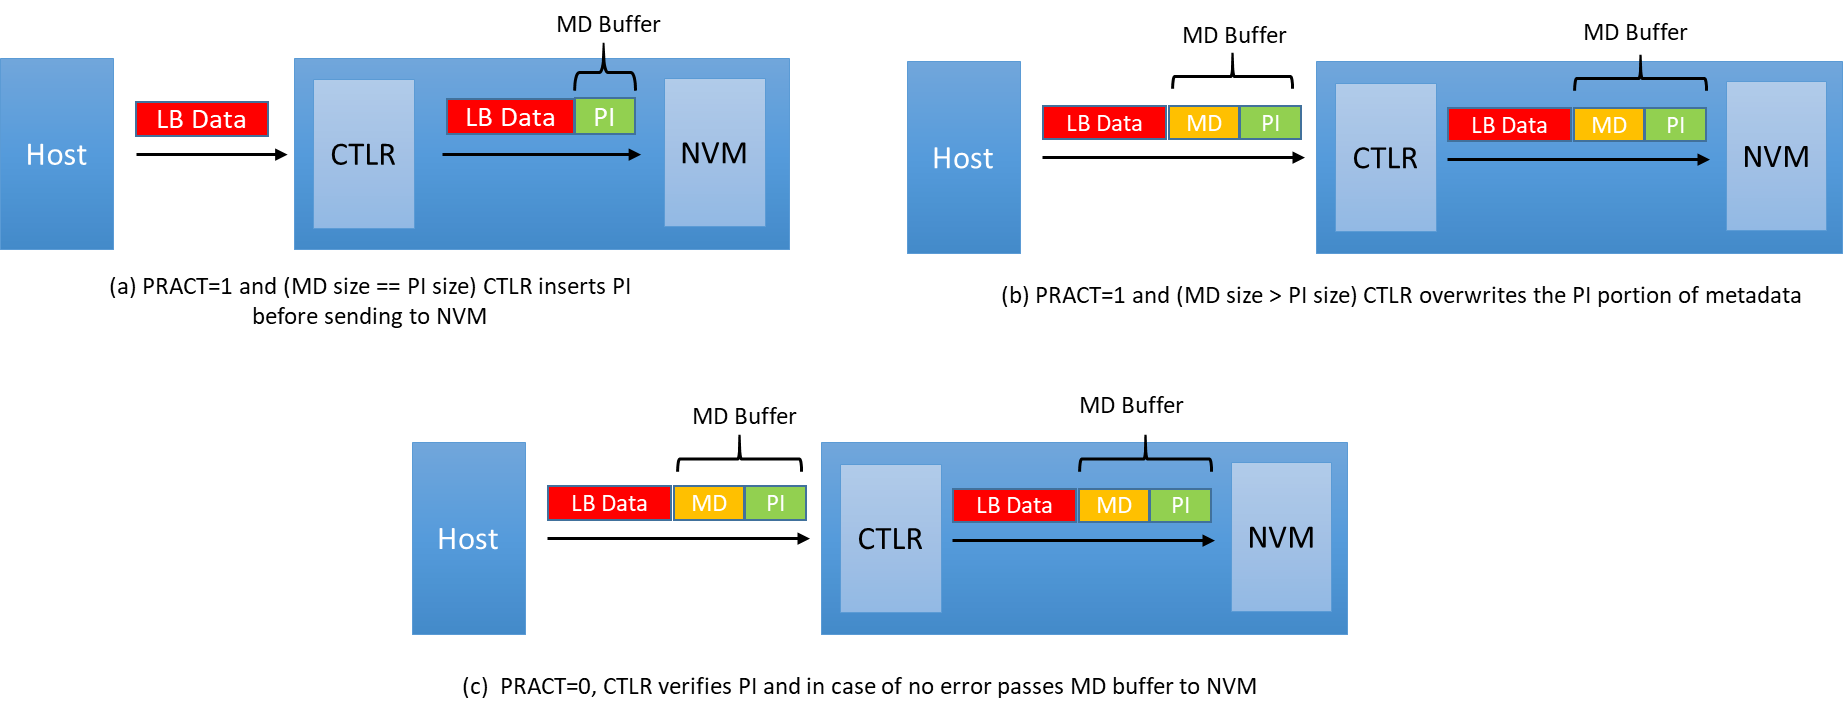 MD Buffer
LB Data
LB Data PI
Host
CTLR
NVM
(a) PRACT=1 and (MD size == PI size) CTLR inserts PI
before sending to NVM
MD Buffer
MD Buffer
LB Data MD PI
LB Data MD PI
Host
CTLR
NVM
(b) PRACT=1 and (MD size > PI size) CTLR overwrites the PI portion of metadata
MD Buffer
MD Buffer
LB Data MD PI
LB Data MD PI
Host
CTLR
NVM
(c) PRACT=0, CTLR verifies PI and in case of no error passes MD buffer to NVM